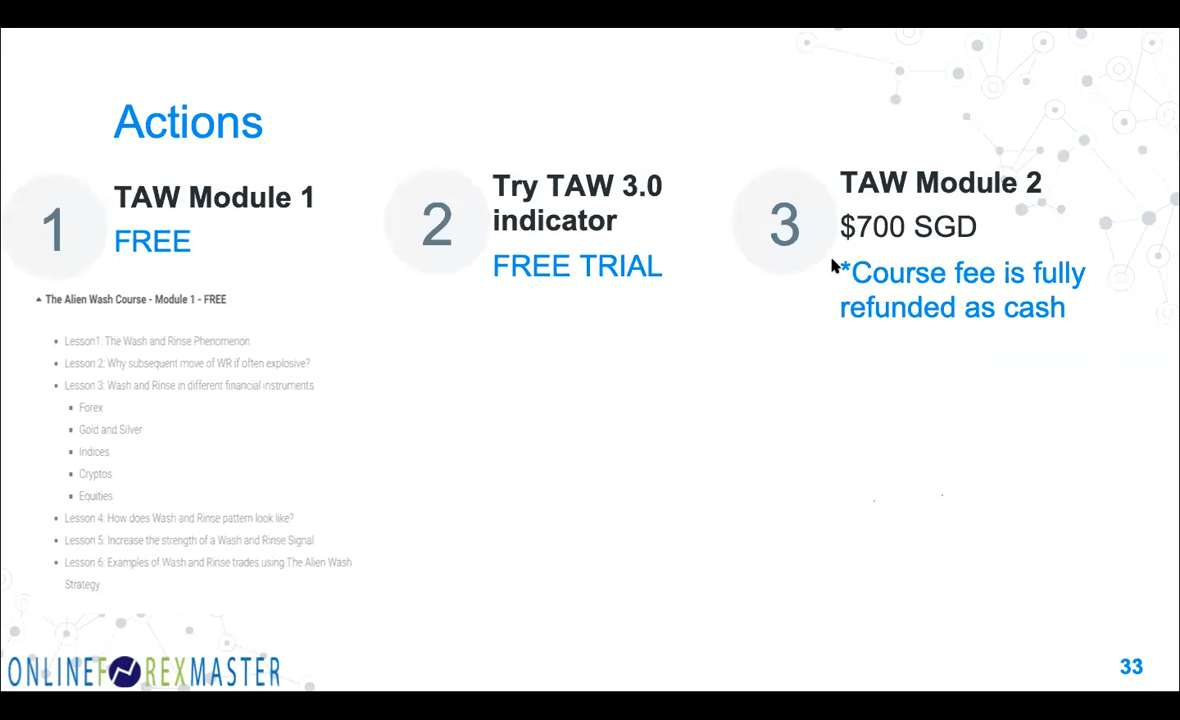 Actions
1
TAW Module 1
FREE
The Alien Wash Course - Module 1 - FREE
Lesson1: The Wash and Rinse Phenomenon
Lesson 2: Why subsequent move of WR if often explosive?
Lesson 3: Wash and Rinse in different financial instruments
Forex
Gold and Silver
Indices
Cryptos
Equities
Lesson 4: How does Wash and Rinse pattern look like?
Lesson 5: Increase the strength of a Wash and Rinse Signal
Lesson 6: Examples of Wash and Rinse trades using The Alien Wash
Strategy
2
Try TAW 3.0
indicator
FREE TRIAL
3
TAW Module 2
$700 SGD
*Course fee is fully
refunded as cash
ONLINEFOREXMASTER
33